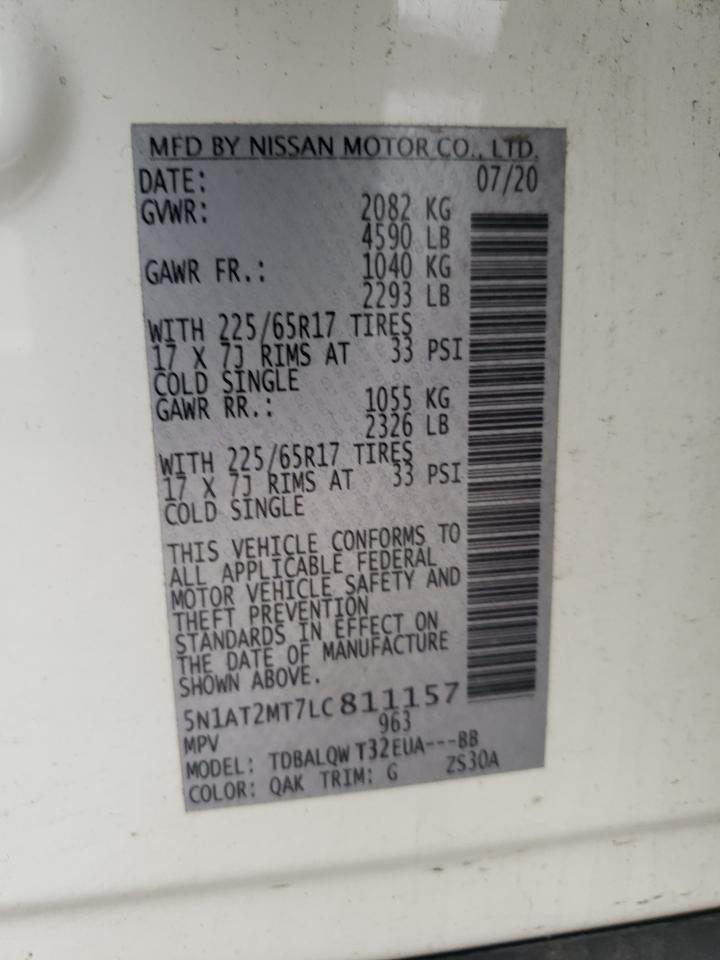 MFD BY NISSAN MOTOR CO., LTD.
DATE: 07/20
GVWR: 2082 KG
4590 LB
GAWR FR.: 1040 KG
2293 LB
WITH 225/65R17 TIRES
17 X 7J RIMS AT 33 PSI
COLD SINGLE
GAWR RR.: 1055 KG
2326 LB
WITH 225/65R17 TIRES
17 X 7J RIMS AT 33 PSI
COLD SINGLE
THIS VEHICLE CONFORMS TO
ALL APPLICABLE FEDERAL
MOTOR VEHICLE SAFETY AND
THEFT PREVENTION
STANDARDS IN EFFECT ON
THE DATE OF MANUFACTURE
SHOWN ABOVE.
5N1AT2MT7LC811157
MPV 963
MODEL: TDBALQWT32EUA---BB
COLOR: QAK TRIM: G ZS30A